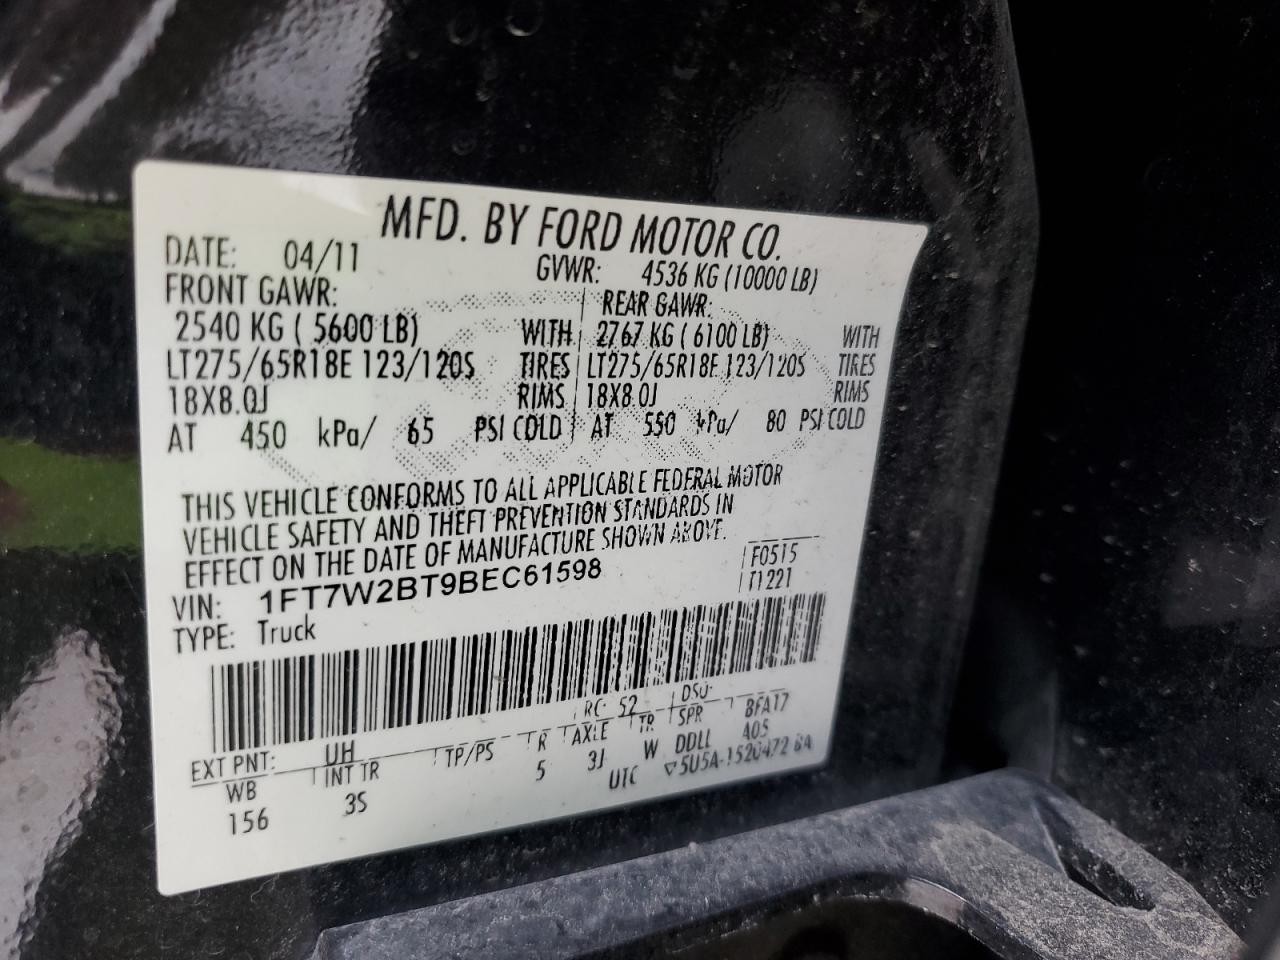 MFD. BY FORD MOTOR CO.
DATE: 04/11 GVWR: 4536 KG (10000 LB)
FRONT GAWR: REAR GAWR:
2540 KG ( 5600 LB) WITH 2767 KG ( 6100 LB) WITH
LT275/65R18E 123/120S TIRES LT275/65R18E 123/120S TIRES
18X8.0J RIMS 18X8.0J RIMS
AT 450 kPa/ 65 PSI COLD AT 550 kPa/ 80 PSI COLD
THIS VEHICLE CONFORMS TO ALL APPLICABLE FEDERAL MOTOR
VEHICLE SAFETY AND THEFT PREVENTION STANDARDS IN
EFFECT ON THE DATE OF MANUFACTURE SHOWN ABOVE.
VIN: 1FT7W2BT9BEC61598 F0515
TYPE: Truck T1221
EXT PNT: UH RC: 52 DSO:
WB INT TR TP/PS R AXLE TR SPR BFA17
156 3S 5 3J W DDLL A05
UTC ▽5U5A-1520472